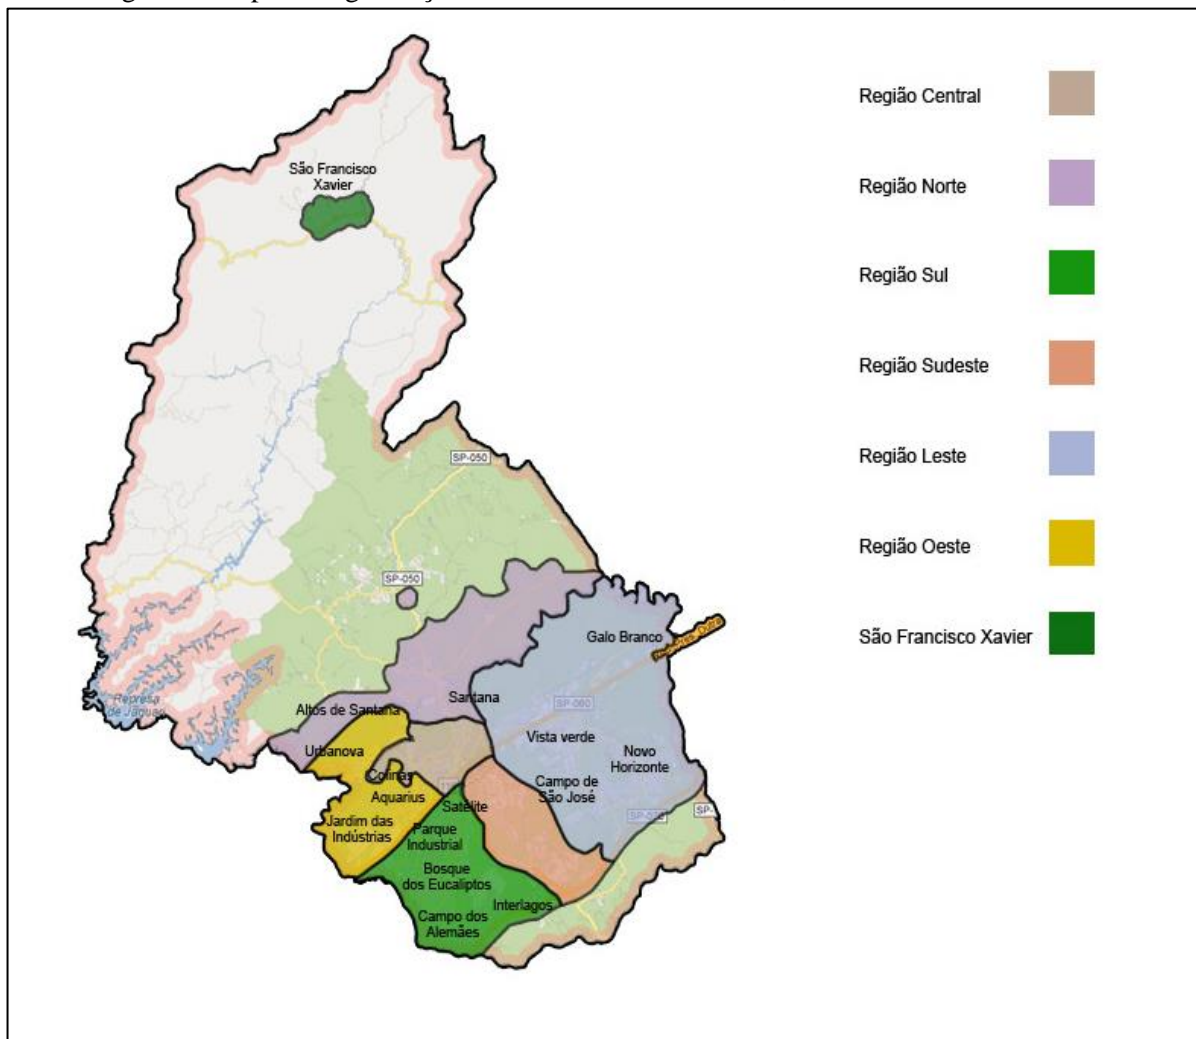 São Francisco
Xavier
SP-050
SP-050
Galo Branco
Santana
SP-060
Altos de Santana
Represa
de Jaguari
Urbanova
Vista verde
Novo
Horizonte
Colinas
Aquarius
Campo de
São José
Satélite
Jardim das
Indústrias
Parque
Industrial
Bosque
dos Eucaliptos
Interlagos
Campo dos
Alemães
Região Central
Região Norte
Região Sul
Região Sudeste
Região Leste
Região Oeste
São Francisco Xavier